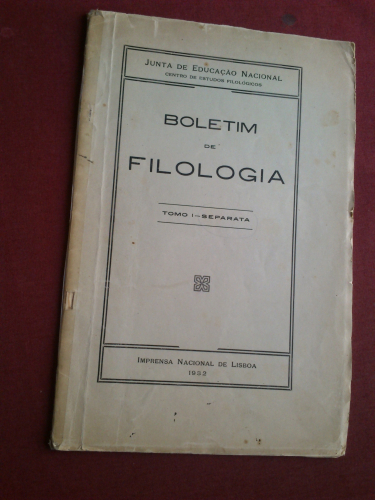 JUNTA DE EDUCAÇÃO NACIONAL
CENTRO DE ESTUDOS FILOLÓGICOS
BOLETIM
DE
FILOLOGIA
TOMO I—SEPARATA
IMPRENSA NACIONAL DE LISBOA
1932